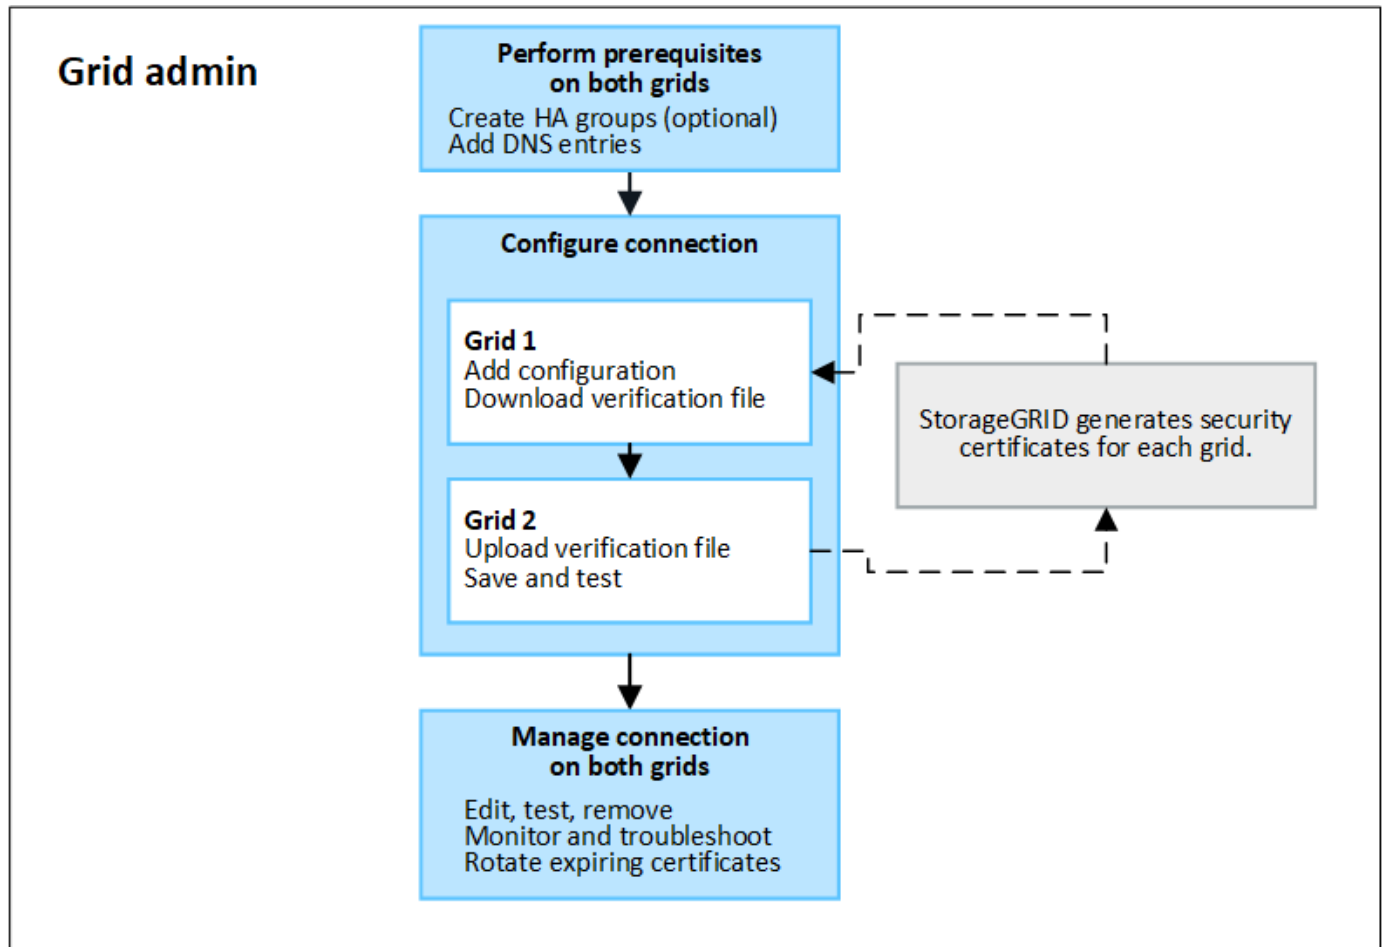 Grid admin
Perform prerequisites
on both grids
Create HA groups (optional)
Add DNS entries
Configure connection
Grid 1
Add configuration
Download verification file
StorageGRID generates security
certificates for each grid.
Grid 2
Upload verification file
Save and test
Manage connection
on both grids
Edit, test, remove
Monitor and troubleshoot
Rotate expiring certificates